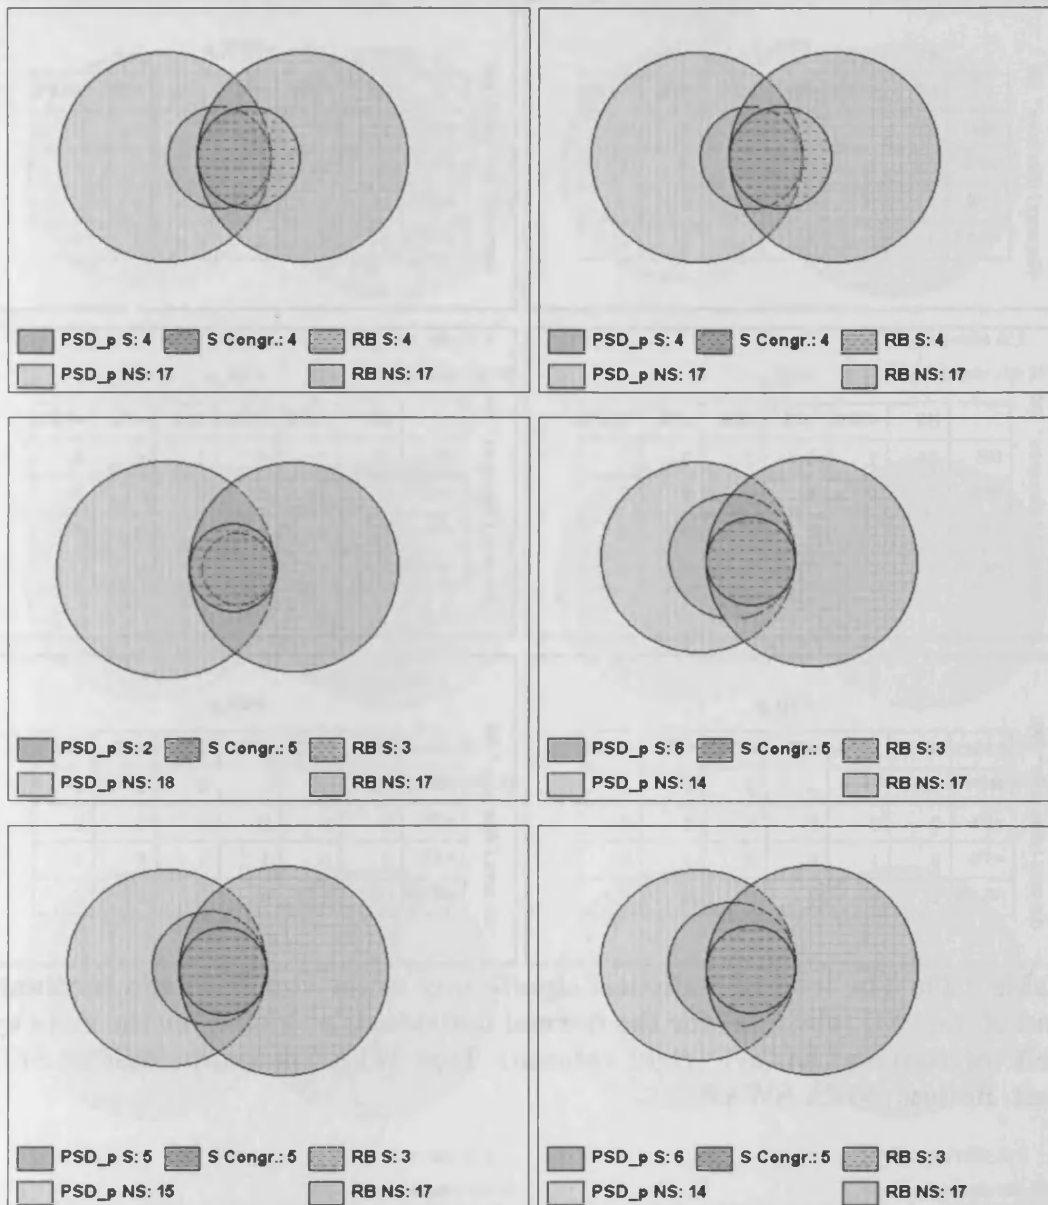 PSD_p S: 4 S Congr.: 4 RB S: 4
PSD_p NS: 17 RB NS: 17
PSD_p S: 4 S Congr.: 4 RB S: 4
PSD_p NS: 17 RB NS: 17
PSD_p S: 2 S Congr.: 5 RB S: 3
PSD_p NS: 18 RB NS: 17
PSD_p S: 6 S Congr.: 5 RB S: 3
PSD_p NS: 14 RB NS: 17
PSD_p S: 5 S Congr.: 5 RB S: 3
PSD_p NS: 15 RB NS: 17
PSD_p S: 6 S Congr.: 5 RB S: 3
PSD_p NS: 14 RB NS: 17